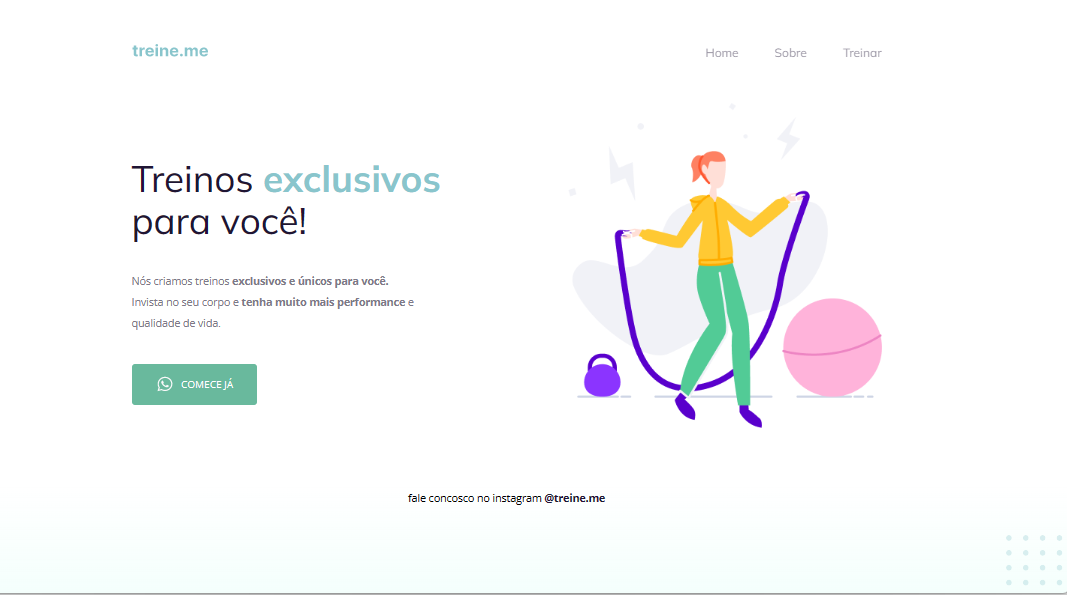 treine.me
Home Sobre Treinar
Treinos exclusivos
para você!
Nós criamos treinos exclusivos e únicos para você.
Invista no seu corpo e tenha muito mais performance e
qualidade de vida.
COMECE JÁ
fale concosco no instagram @treine.me